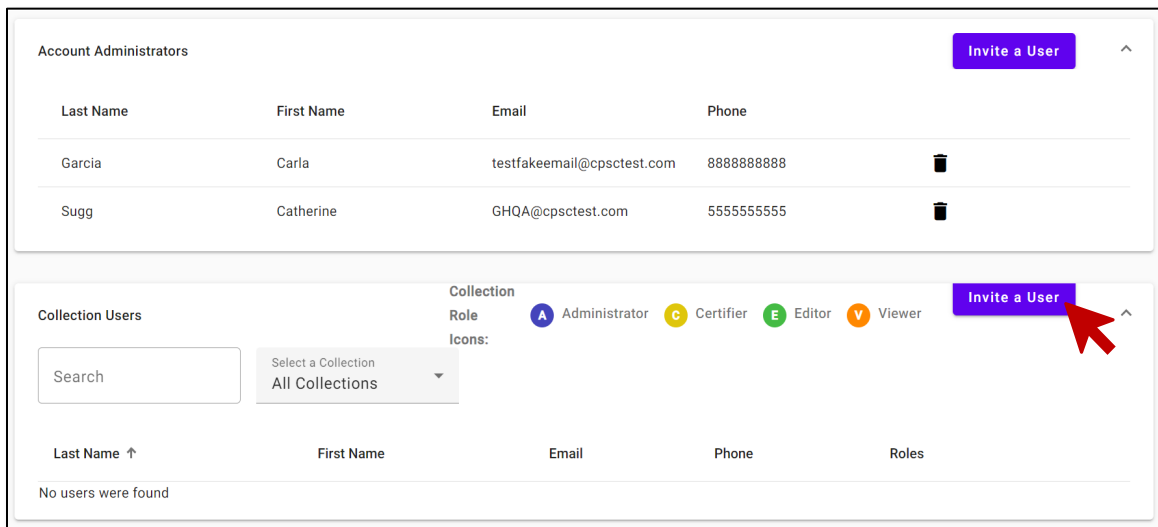 Account Administrators Invite a User
Last Name First Name Email Phone
Garcia Carla testfakeemail@cpsctest.com 8888888888
Sugg Catherine GHQA@cpsctest.com 5555555555
Collection Users Collection Role Icons: A Administrator C Certifier E Editor V Viewer Invite a User
Search Select a Collection
All Collections
Last Name ↑ First Name Email Phone Roles
No users were found